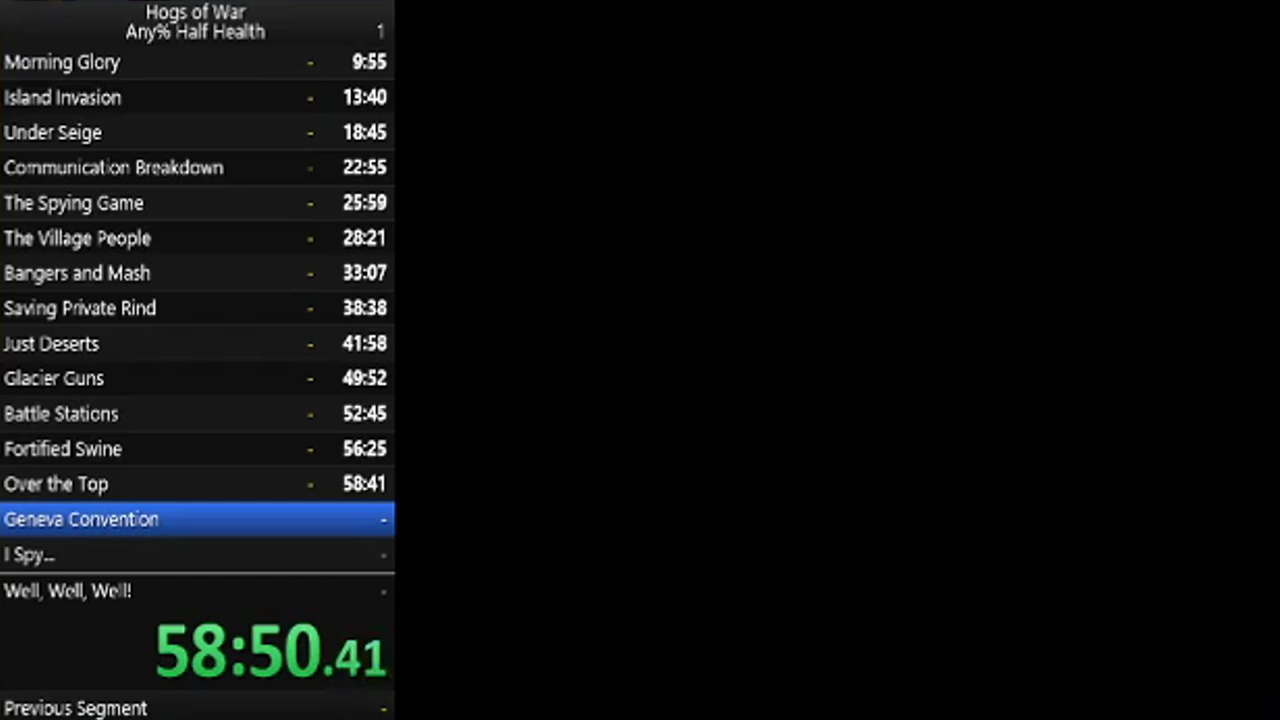 Hogs of War
Any% Half Health 1
Morning Glory - 9:55
Island Invasion - 13:40
Under Seige - 18:45
Communication Breakdown - 22:55
The Spying Game - 25:59
The Village People - 28:21
Bangers and Mash - 33:07
Saving Private Rind - 38:38
Just Deserts - 41:58
Glacier Guns - 49:52
Battle Stations - 52:45
Fortified Swine - 56:25
Over the Top - 58:41
Geneva Convention -
I Spy... -
Well, Well, Well! -
58:50.41
Previous Segment -